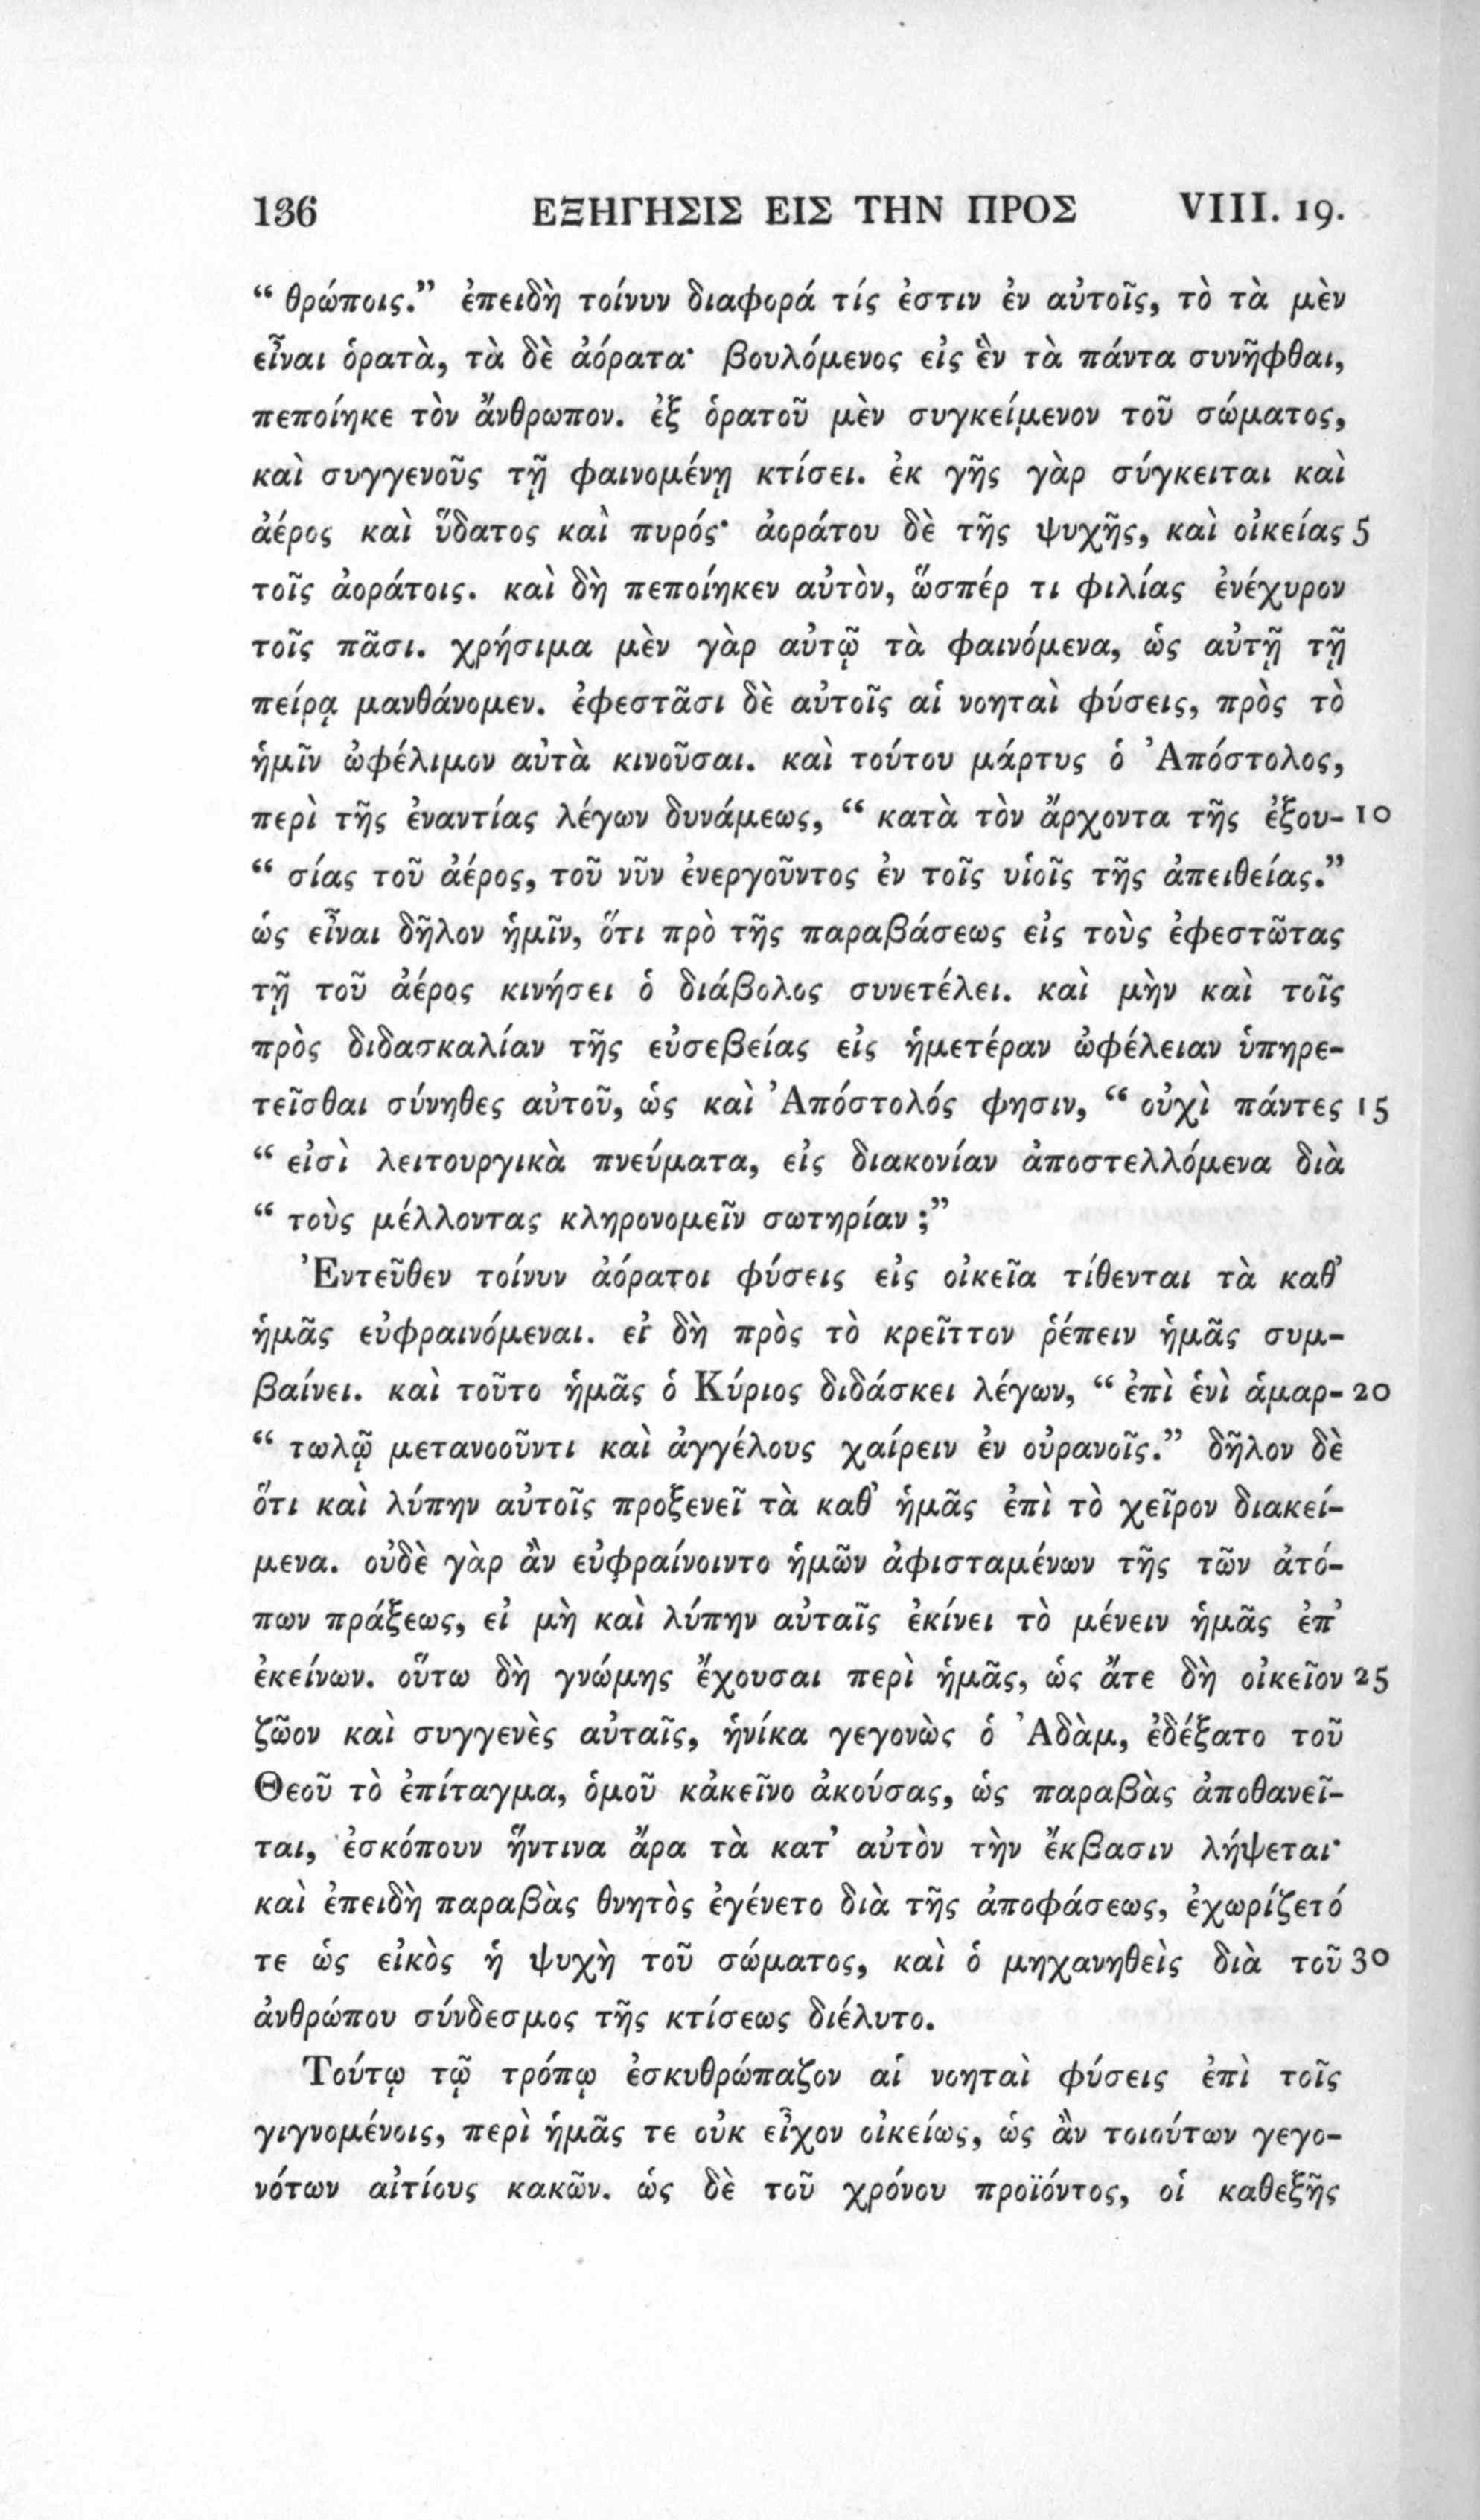 136 ΕΞΗΓΗΣΙΣ ΕΙΣ ΤΗΝ ΠΡΟΣ VIII. 19.
“ θρώποις.” ἐπειδὴ τοίνυν διαφορά τίς ἐστιν ἐν αὐτοῖς, τὸ τὰ μὲν
εἶναι ὁρατὰ, τὰ δὲ ἀόρατα· βουλόμενος εἰς ἓν τὰ πάντα συνῆφθαι,
πεποίηκε τὸν ἄνθρωπον. ἐξ ὁρατοῦ μὲν συγκείμενον τοῦ σώματος,
καὶ συγγενοῦς τῇ φαινομένῃ κτίσει. ἐκ γῆς γὰρ σύγκειται καὶ
ἀέρος καὶ ὕδατος καὶ πυρός· ἀοράτου δὲ τῆς ψυχῆς, καὶ οἰκείας 5
τοῖς ἀοράτοις. καὶ δὴ πεποίηκεν αὐτὸν, ὥσπέρ τι φιλίας ἐνέχυρον
τοῖς πᾶσι. χρήσιμα μὲν γὰρ αὐτῷ τὰ φαινόμενα, ὡς αὐτῇ τῇ
πείρᾳ μανθάνομεν. ἐφεστᾶσι δὲ αὐτοῖς αἱ νοηταὶ φύσεις, πρὸς τὸ
ἡμῖν ὠφέλιμον αὐτὰ κινοῦσαι. καὶ τούτου μάρτυς ὁ Ἀπόστολος,
περὶ τῆς ἐναντίας λέγων δυνάμεως, “ κατὰ τὸν ἄρχοντα τῆς ἐξου- 10
“ σίας τοῦ ἀέρος, τοῦ νῦν ἐνεργοῦντος ἐν τοῖς υἱοῖς τῆς ἀπειθείας.”
ὡς εἶναι δῆλον ἡμῖν, ὅτι πρὸ τῆς παραβάσεως εἰς τοὺς ἐφεστῶτας
τῇ τοῦ ἀέρος κινήσει ὁ διάβολος συνετέλει. καὶ μὴν καὶ τοῖς
πρὸς διδασκαλίαν τῆς εὐσεβείας εἰς ἡμετέραν ὠφέλειαν ὑπηρε-
τεῖσθαι σύνηθες αὐτοῦ, ὡς καὶ Ἀπόστολός φησιν, “ οὐχὶ πάντες 15
“ εἰσὶ λειτουργικὰ πνεύματα, εἰς διακονίαν ἀποστελλόμενα διὰ
“ τοὺς μέλλοντας κληρονομεῖν σωτηρίαν ;”
Ἐντεῦθεν τοίνυν ἀόρατοι φύσεις εἰς οἰκεῖα τίθενται τὰ καθ’
ἡμᾶς εὐφραινόμεναι. εἰ δὴ πρὸς τὸ κρεῖττον ῥέπειν ἡμᾶς συμ-
βαίνει. καὶ τοῦτο ἡμᾶς ὁ Κύριος διδάσκει λέγων, “ ἐπὶ ἑνὶ ἁμαρ- 20
“ τωλῷ μετανοοῦντι καὶ ἀγγέλους χαίρειν ἐν οὐρανοῖς.” δῆλον δὲ
ὅτι καὶ λύπην αὐτοῖς προξενεῖ τὰ καθ’ ἡμᾶς ἐπὶ τὸ χεῖρον διακεί-
μενα. οὐδὲ γὰρ ἂν εὐφραίνοιντο ἡμῶν ἀφισταμένων τῆς τῶν ἀτό-
πων πράξεως, εἰ μὴ καὶ λύπην αὐταῖς ἐκίνει τὸ μένειν ἡμᾶς ἐπ’
ἐκείνων. οὕτω δὴ γνώμης ἔχουσαι περὶ ἡμᾶς, ὡς ἅτε δὴ οἰκεῖον 25
ζῶον καὶ συγγενὲς αὐταῖς, ἡνίκα γεγονὼς ὁ Ἀδὰμ, ἐδέξατο τοῦ
Θεοῦ τὸ ἐπίταγμα, ὁμοῦ κἀκεῖνο ἀκούσας, ὡς παραβὰς ἀποθανεῖ-
ται, ἐσκόπουν ἥντινα ἄρα τὰ κατ’ αὐτὸν τὴν ἔκβασιν λήψεται·
καὶ ἐπειδὴ παραβὰς θνητὸς ἐγένετο διὰ τῆς ἀποφάσεως, ἐχωρίζετό
τε ὡς εἰκὸς ἡ ψυχὴ τοῦ σώματος, καὶ ὁ μηχανηθεὶς διὰ τοῦ 30
ἀνθρώπου σύνδεσμος τῆς κτίσεως διέλυτο.
Τούτῳ τῷ τρόπῳ ἐσκυθρώπαζον αἱ νοηταὶ φύσεις ἐπὶ τοῖς
γιγνομένοις, περὶ ἡμᾶς τε οὐκ εἶχον οἰκείως, ὡς ἂν τοιούτων γεγο-
νότων αἰτίους κακῶν. ὡς δὲ τοῦ χρόνου προϊόντος, οἱ καθεξῆς